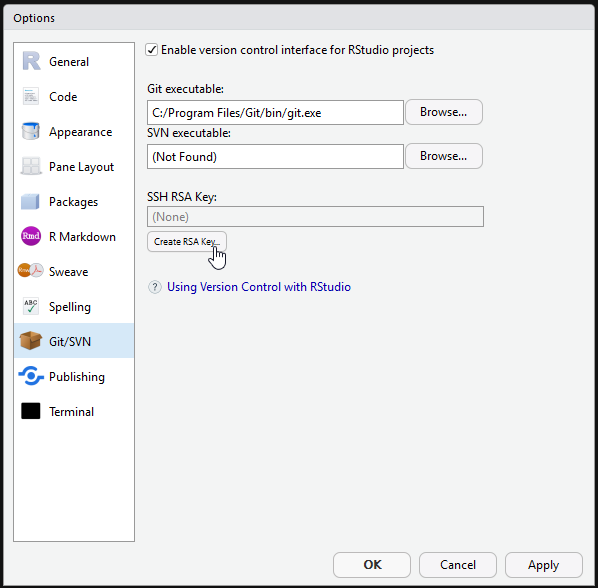 Options
General
Code
Appearance
Pane Layout
Packages
Rmd R Markdown
Sweave
ABC Spelling
Git/SVN
Publishing
Terminal
Enable version control interface for RStudio projects
Git executable:
C:/Program Files/Git/bin/git.exe Browse...
SVN executable:
(Not Found) Browse...
SSH RSA Key:
(None)
Create RSA Key...
? Using Version Control with RStudio
OK Cancel Apply